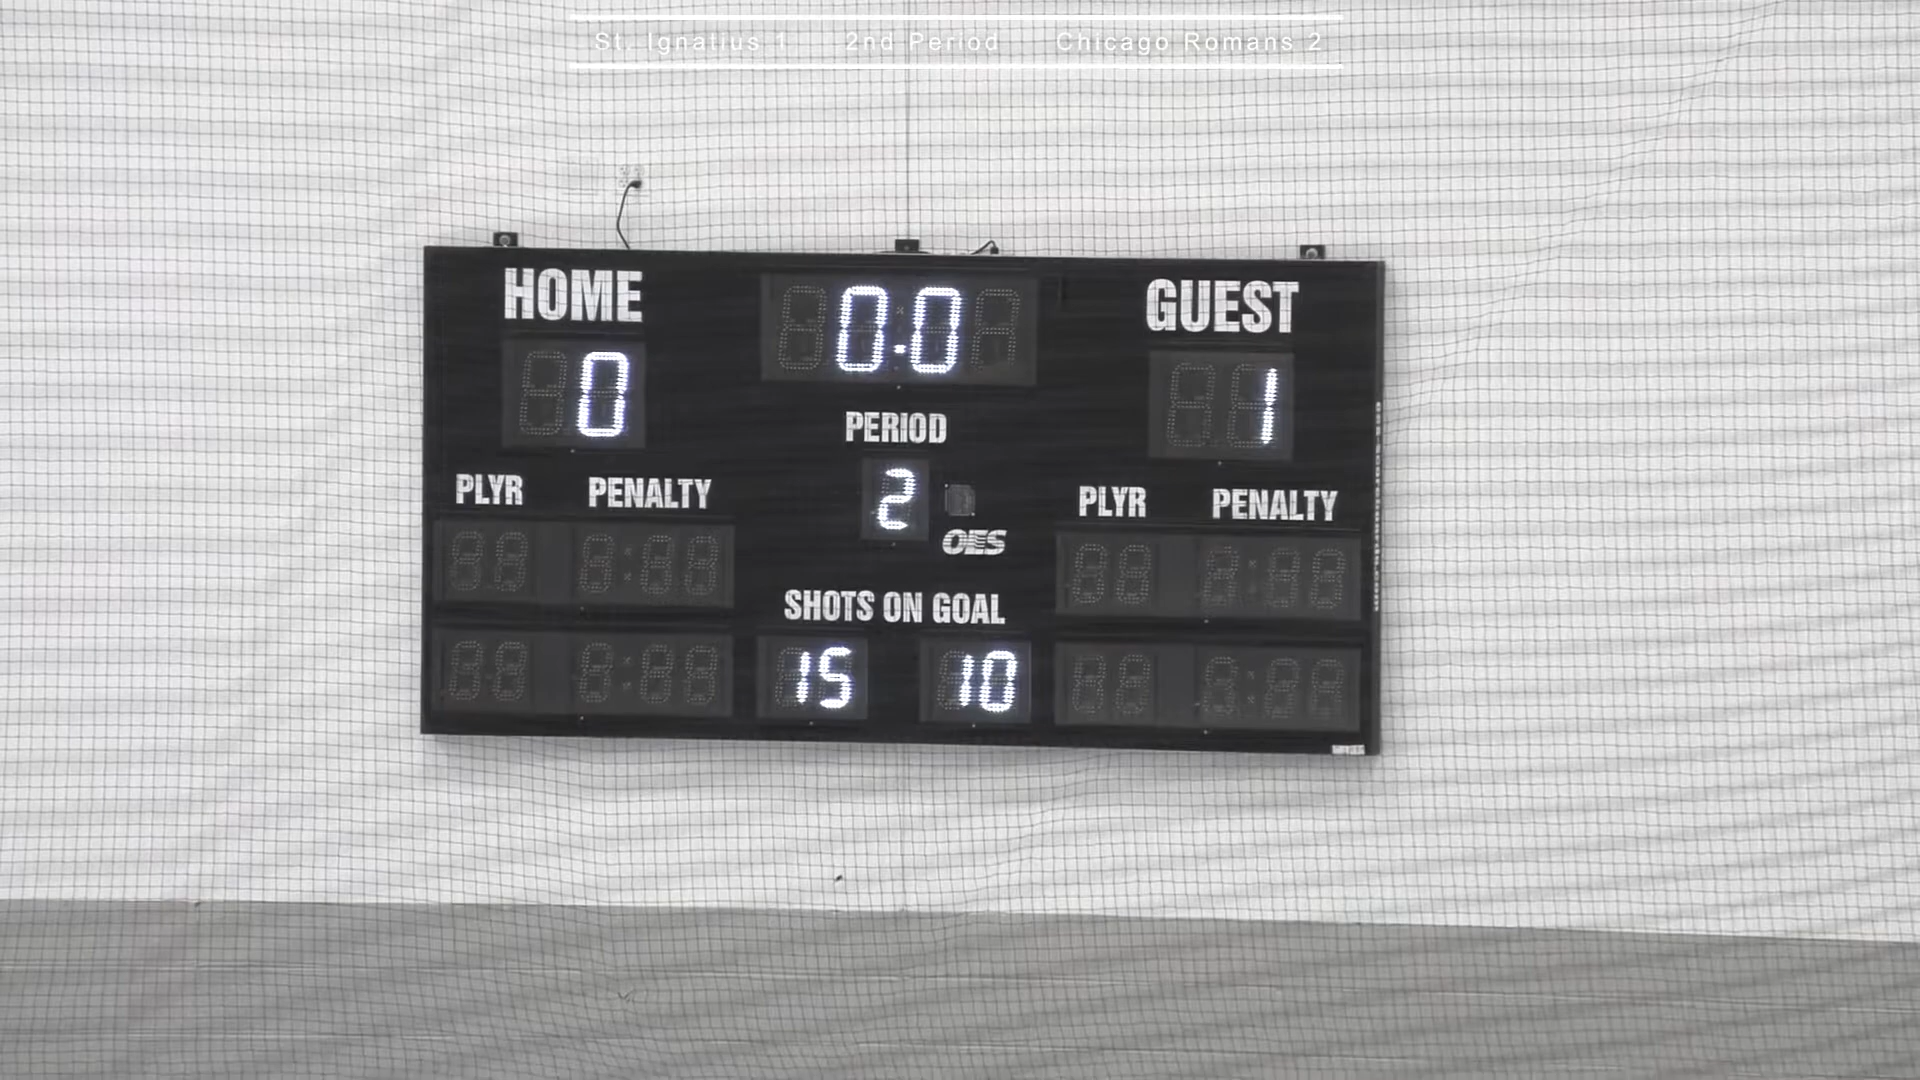 St. Ignatius 1 2nd Period Chicago Romans 2
HOME 0.0 GUEST
0 1
PERIOD
2
PLYR PENALTY PLYR PENALTY
OES
SHOTS ON GOAL
15 10